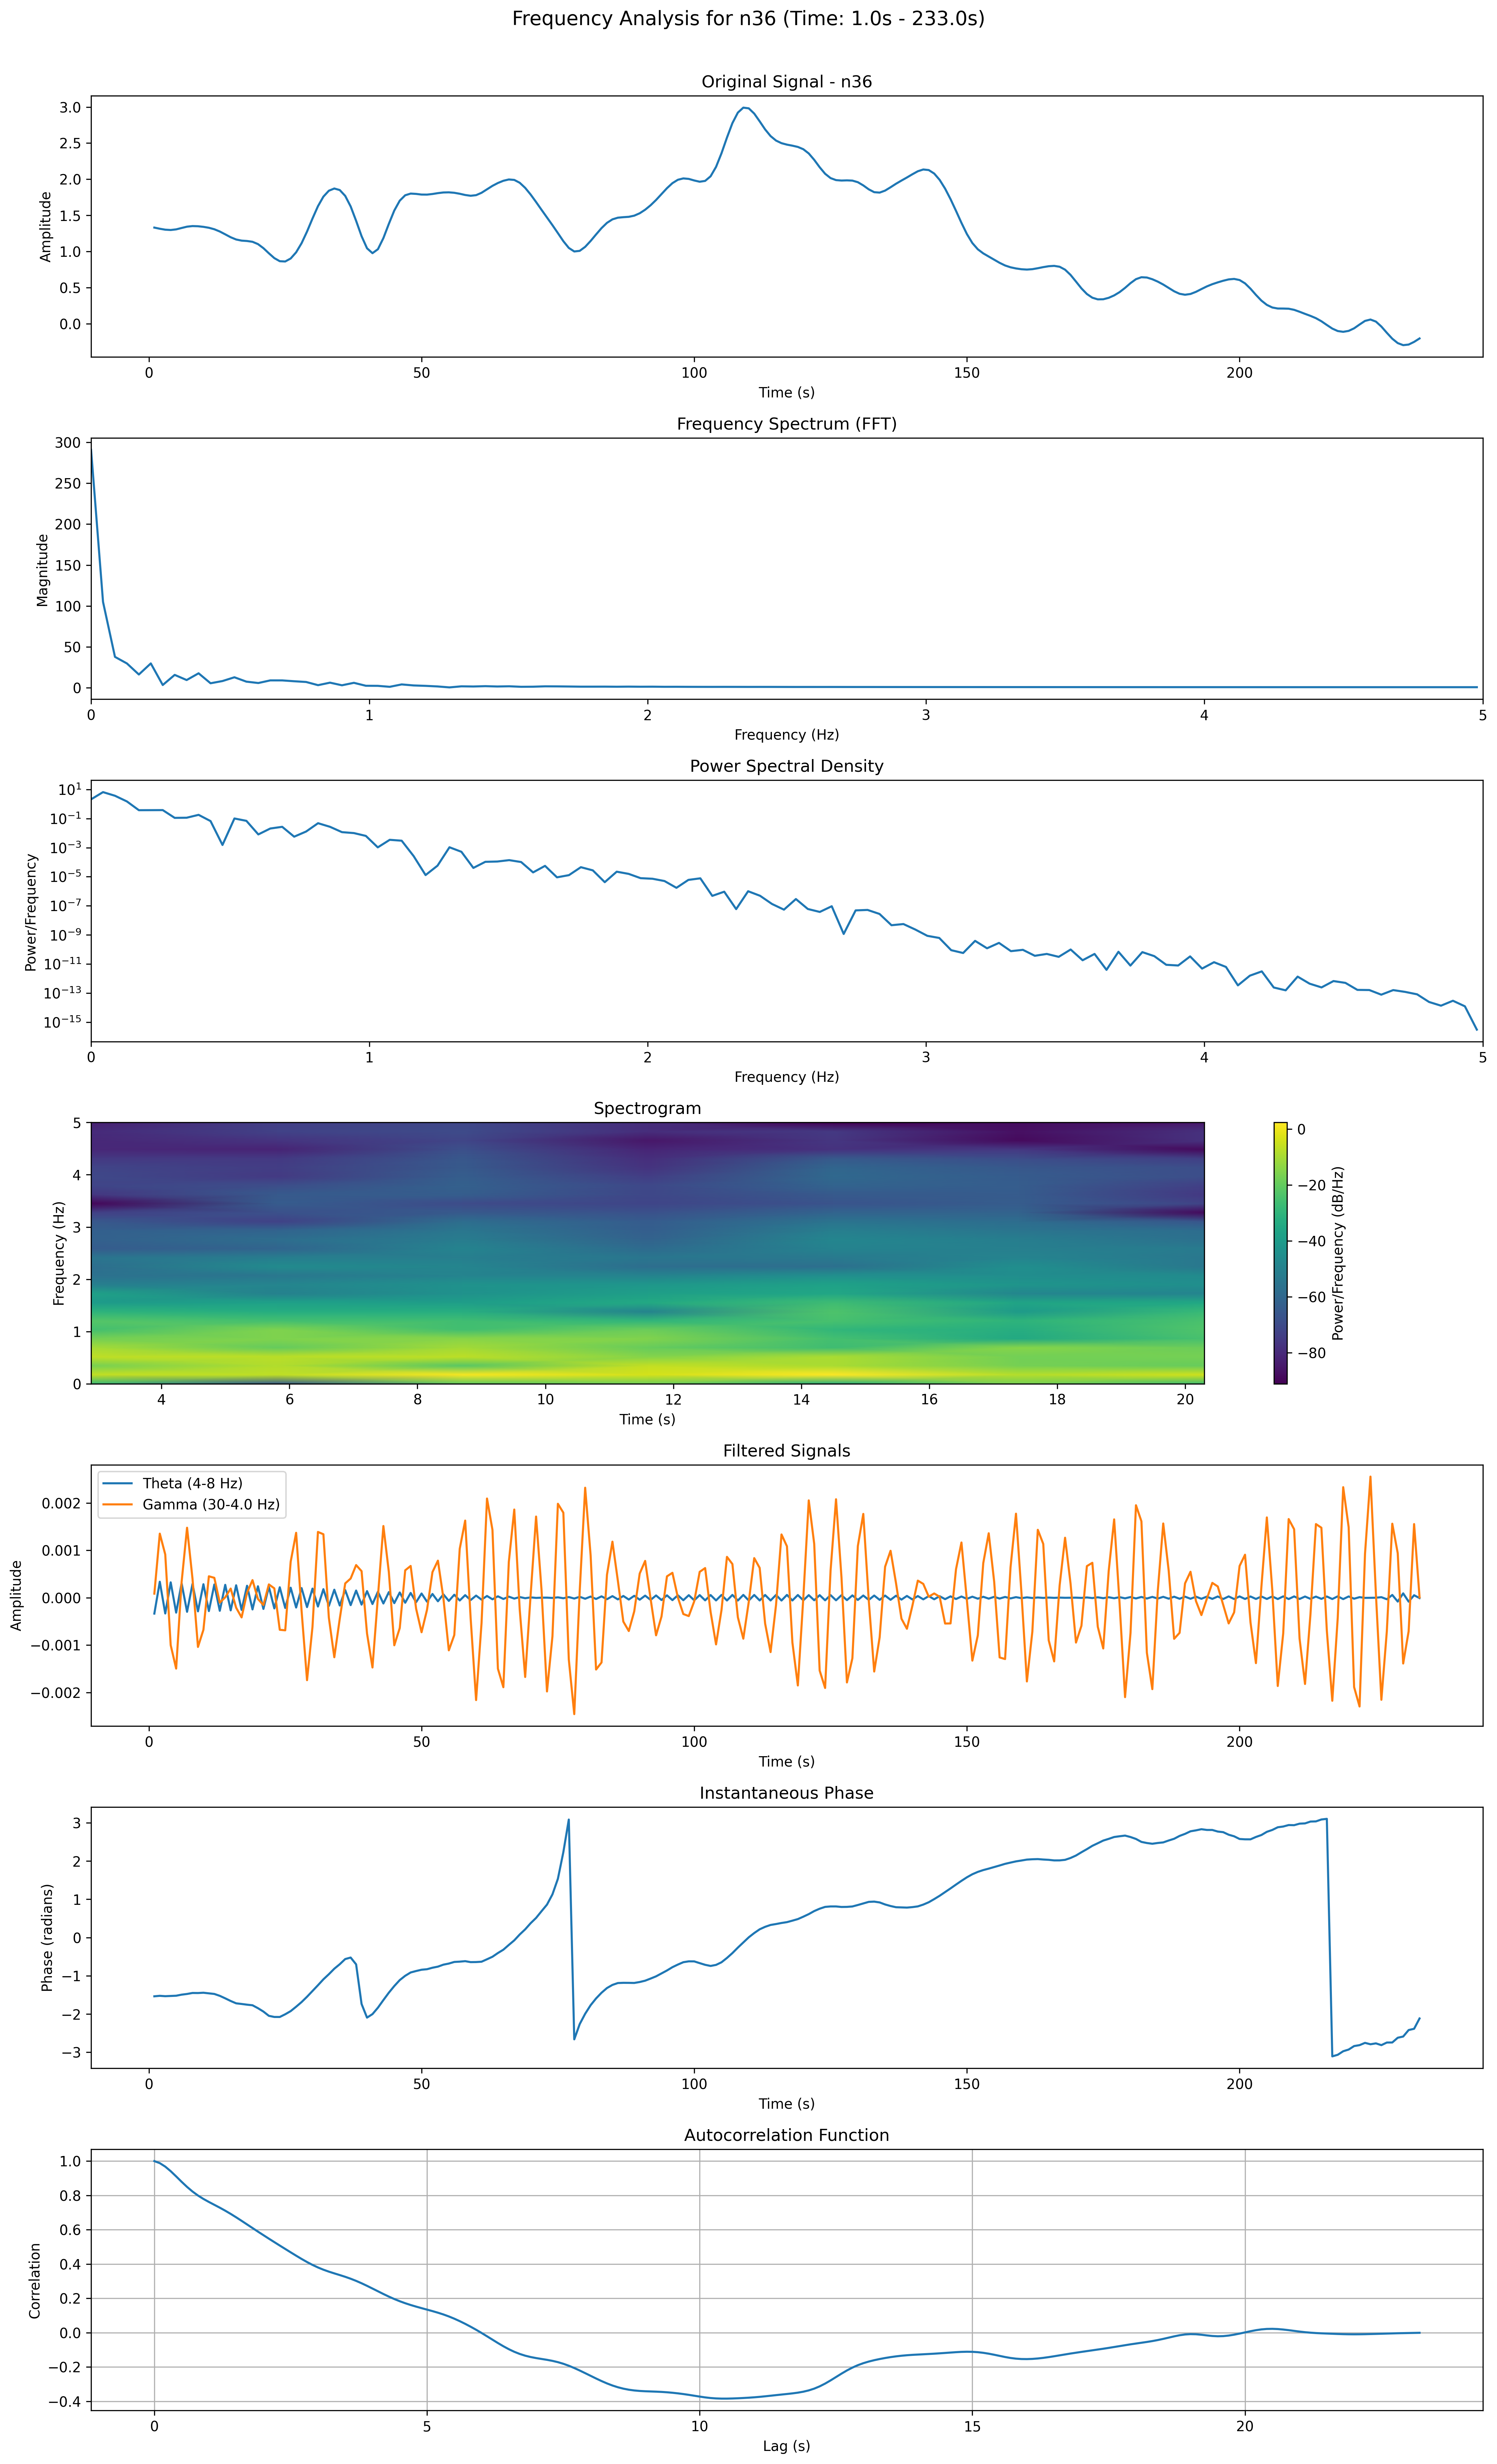 Frequency Analysis for n36 (Time: 1.0s - 233.0s)
Original Signal - n36
3.0
2.5
2.0
1.5
1.0
0.5
0.0
Amplitude
0 50 100 150 200
Time (s)
Frequency Spectrum (FFT)
300
250
200
150
100
50
0
Magnitude
0 1 2 3 4 5
Frequency (Hz)
Power Spectral Density
10¹
10⁻¹
10⁻³
10⁻⁵
10⁻⁷
10⁻⁹
10⁻¹¹
10⁻¹³
10⁻¹⁵
Power/Frequency
0 1 2 3 4 5
Frequency (Hz)
Spectrogram
5
4
3
2
1
0
Frequency (Hz)
4 6 8 10 12 14 16 18 20
Time (s)
0
−20
−40
−60
−80
Power/Frequency (dB/Hz)
Filtered Signals
Theta (4-8 Hz)
Gamma (30-4.0 Hz)
0.002
0.001
0.000
−0.001
−0.002
Amplitude
0 50 100 150 200
Time (s)
Instantaneous Phase
3
2
1
0
−1
−2
−3
Phase (radians)
0 50 100 150 200
Time (s)
Autocorrelation Function
1.0
0.8
0.6
0.4
0.2
0.0
−0.2
−0.4
Correlation
0 5 10 15 20
Lag (s)